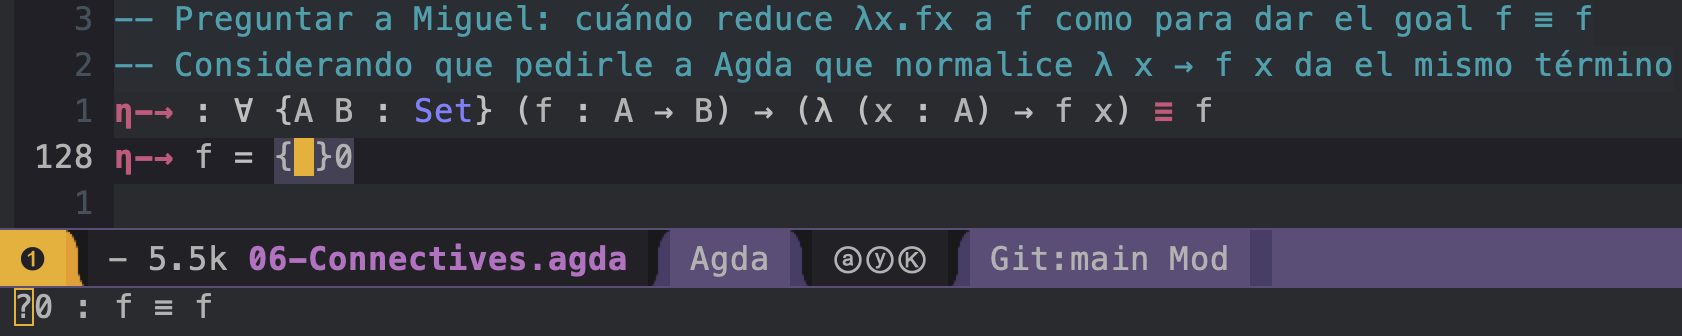 3 -- Preguntar a Miguel: cuándo reduce λx.fx a f como para dar el goal f ≡ f
2 -- Considerando que pedirle a Agda que normalice λ x → f x da el mismo término
1 η-→ : ∀ {A B : Set} (f : A → B) → (λ (x : A) → f x) ≡ f
128 η-→ f = { }0
1
❶ - 5.5k 06-Connectives.agda Agda ⓐⓨⓀ Git:main Mod
?0 : f ≡ f